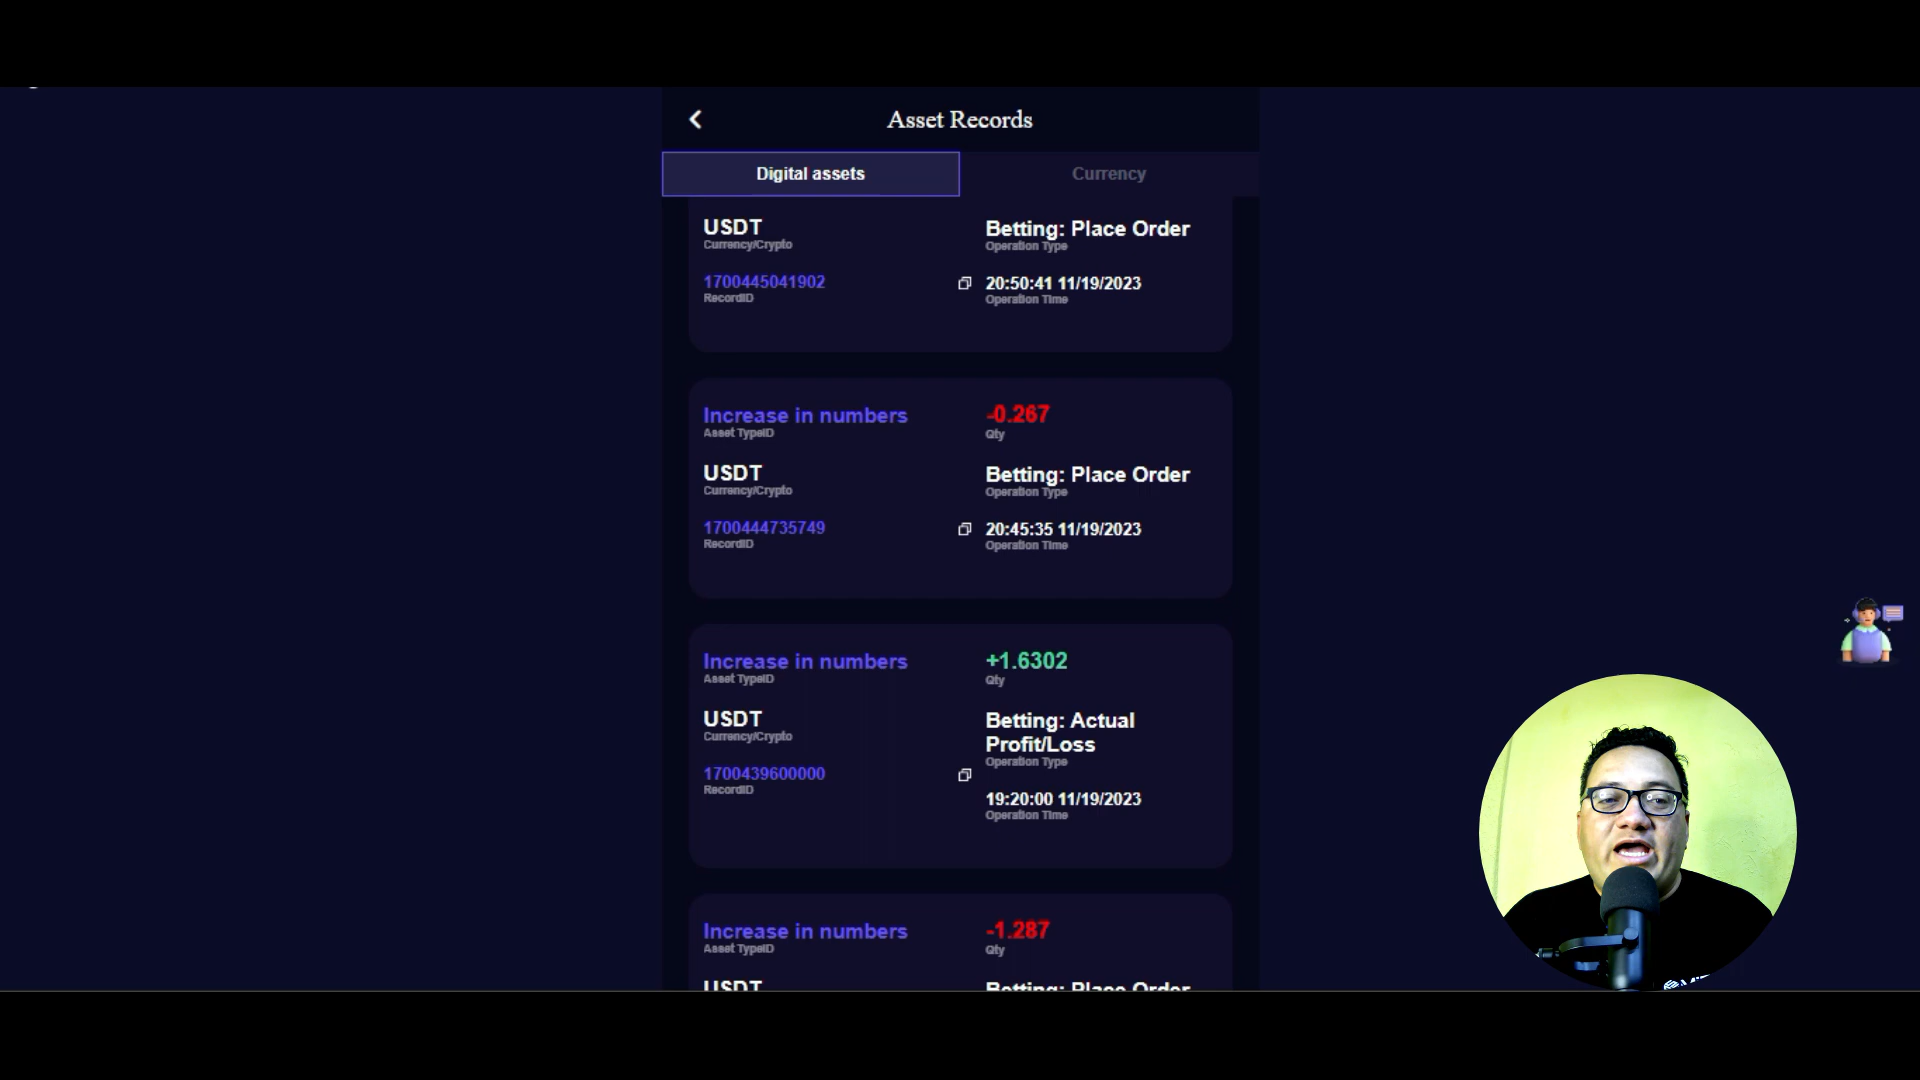 Asset Records
Digital assets
Currency
USDT
Currency/Crypto
Betting: Place Order
Operation Type
1700445041902
RecordID
20:50:41 11/19/2023
Operation Time
Increase in numbers
Asset TypeID
-0.267
Qty
USDT
Currency/Crypto
Betting: Place Order
Operation Type
1700444735749
RecordID
20:45:35 11/19/2023
Operation Time
Increase in numbers
Asset TypeID
+1.6302
Qty
USDT
Currency/Crypto
Betting: Actual
Profit/Loss
Operation Type
1700439600000
RecordID
19:20:00 11/19/2023
Operation Time
Increase in numbers
Asset TypeID
-1.287
Qty
USDT
Betting: Place Order